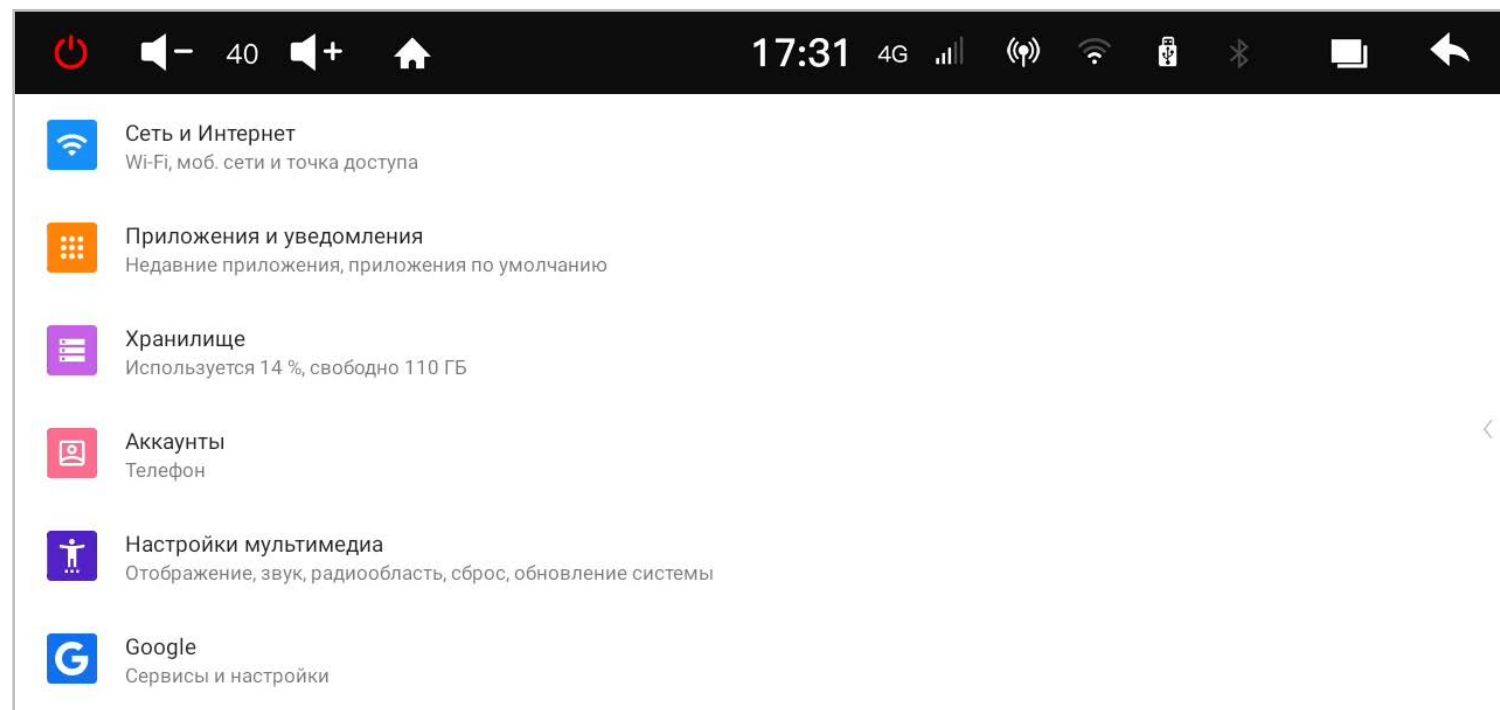 40 17:31 4G
Сеть и Интернет
Wi-Fi, моб. сети и точка доступа
Приложения и уведомления
Недавние приложения, приложения по умолчанию
Хранилище
Используется 14 %, свободно 110 ГБ
Аккаунты
Телефон
Настройки мультимедиа
Отображение, звук, радиообласть, сброс, обновление системы
Google
Сервисы и настройки